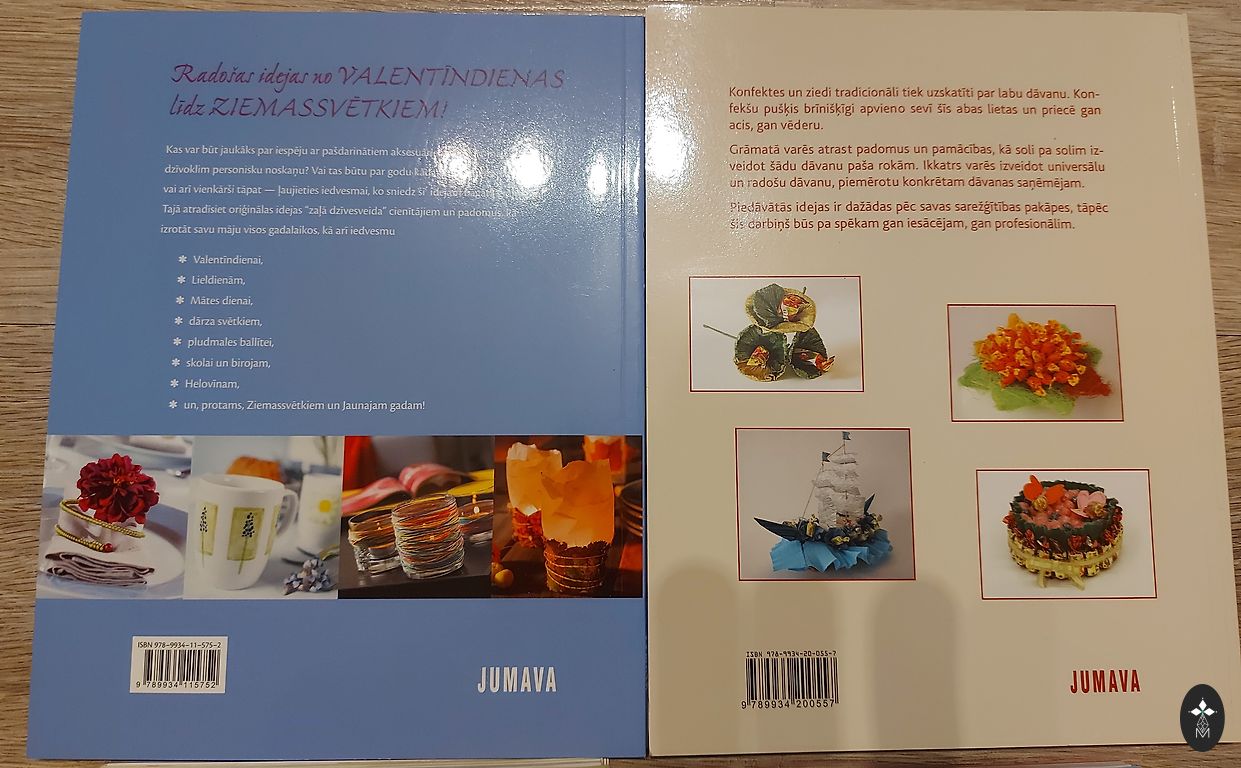 Radošas idejas no VALENTĪNDIENAS
līdz ZIEMASSVĒTKIEM!
Kas var būt jaukāks par iespēju ar pašdarinātiem
dzīvoklim personisku noskaņu? Vai tas būtu par godu
vai arī vienkārši tāpat — ļaujieties iedvesmai, ko sniedz šī
Tajā atradīsiet oriģinālas idejas "zaļā dzīvesveida" cienītājiem un padomus, kā
izrotāt savu māju visos gadalaikos, kā arī iedvesmu
✻ Valentīndienai,
✻ Lieldienām,
✻ Mātes dienai,
✻ dārza svētkiem,
✻ pludmales ballītei,
✻ skolai un birojam,
✻ Helovīnam,
✻ un, protams, Ziemassvētkiem un Jaunajam gadam!
ISBN 978-9934-11-575-2
9 789934 115752
JUMAVA
Konfektes un ziedi tradicionāli tiek uzskatīti par labu dāvanu. Kon-
fekšu pušķis brīnišķīgi apvieno sevī šīs abas lietas un priecē gan
acis, gan vēderu.
Grāmatā varēs atrast padomus un pamācības, kā soli pa solim iz-
veidot šādu dāvanu paša rokām. Ikkatrs varēs izveidot universālu
un radošu dāvanu, piemērotu konkrētam dāvanas saņēmējam.
Piedāvātās idejas ir dažādas pēc savas sarežģītības pakāpes, tāpēc
šis darbiņš būs pa spēkam gan iesācējam, gan profesionālim.
ISBN 978-9934-20-055-7
9 789934 200557
JUMAVA
M